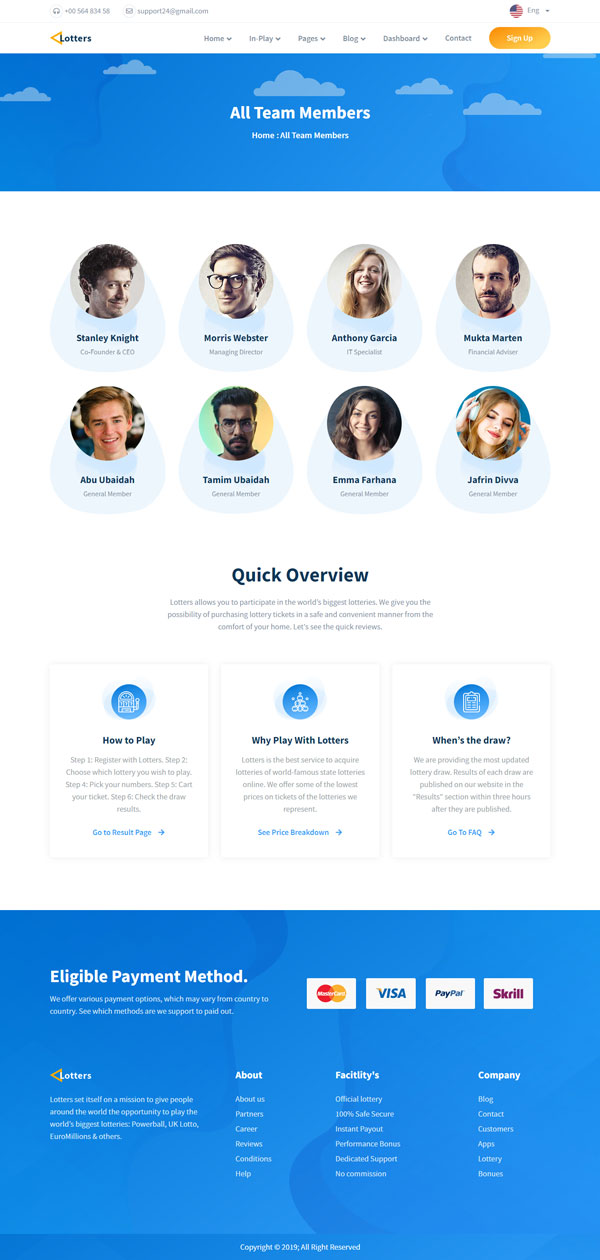 +00 564 834 58 support24@gmail.com Eng
Lotters Home In-Play Pages Blog Dashboard Contact Sign Up
All Team Members
Home : All Team Members
Stanley Knight Morris Webster Anthony Garcia Mukta Marten
Co-Founder & CEO Managing Director IT Specialist Financial Adviser
Abu Ubaidah Tamim Ubaidah Emma Farhana Jafrin Divva
General Member General Member General Member General Member
Quick Overview
Lotters allows you to participate in the world's biggest lotteries. We give you the
possibility of purchasing lottery tickets in a safe and convenient manner from the
comfort of your home. Let's see the quick reviews.
How to Play
Step 1: Register with Lotters. Step 2:
Choose which lottery you wish to play.
Step 4: Pick your numbers. Step 5: Cart
your ticket. Step 6: Check the draw
results.
Go to Result Page
Why Play With Lotters
Lotters is the best service to acquire
lotteries of world-famous state lotteries
online. We offer some of the lowest
prices on tickets of the lotteries we
represent.
See Price Breakdown
When's the draw?
We are providing the most updated
lottery draw. Results of each draw are
published on our website in the
"Results" section within three hours
after they are published.
Go To FAQ
Eligible Payment Method.
We offer various payment options, which may vary from country to
country. See which methods are we support to paid out.
MasterCard VISA PayPal Skrill
Lotters
Lotters set itself on a mission to give people
around the world the opportunity to play the
world's biggest lotteries: Powerball, UK Lotto,
EuroMillions & others.
About
About us
Partners
Career
Reviews
Conditions
Help
Facitlity's
Official lottery
100% Safe Secure
Instant Payout
Performance Bonus
Dedicated Support
No commission
Company
Blog
Contact
Customers
Apps
Lottery
Bonues
Copyright © 2019; All Right Reserved